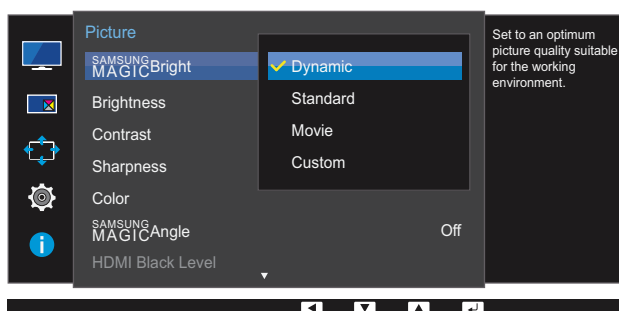 Picture
SAMSUNG
MAGICBright
Brightness
Contrast
Sharpness
Color
SAMSUNG
MAGICAngle
Off
HDMI Black Level
Dynamic
Standard
Movie
Custom
Set to an optimum
picture quality suitable
for the working
environment.